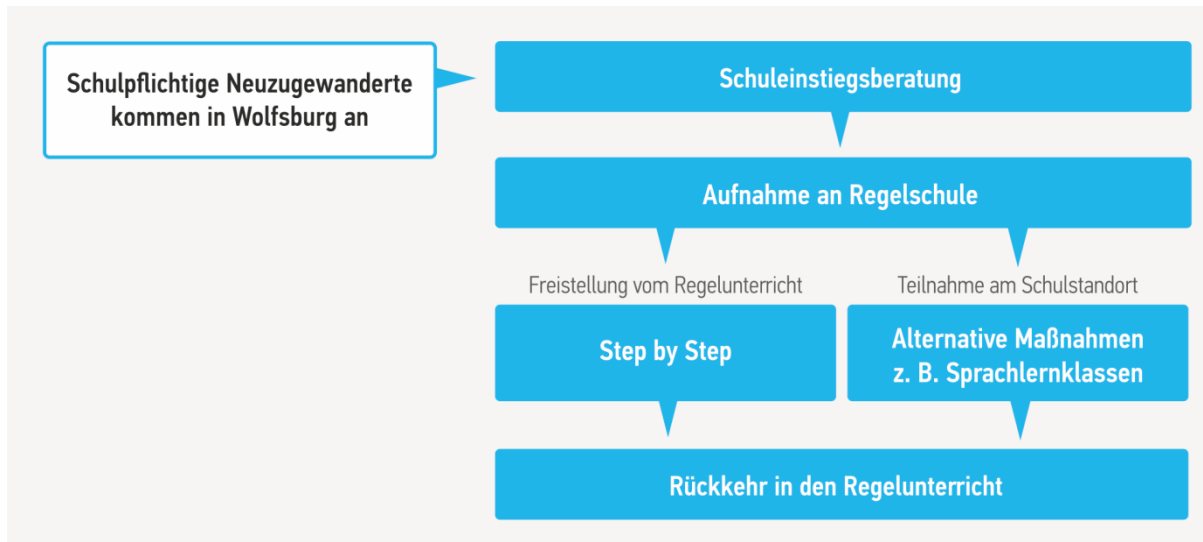 Schulpflichtige Neuzugewanderte
kommen in Wolfsburg an
Schuleinstiegsberatung
Aufnahme an Regelschule
Freistellung vom Regelunterricht
Teilnahme am Schulstandort
Step by Step
Alternative Maßnahmen
z. B. Sprachlernklassen
Rückkehr in den Regelunterricht